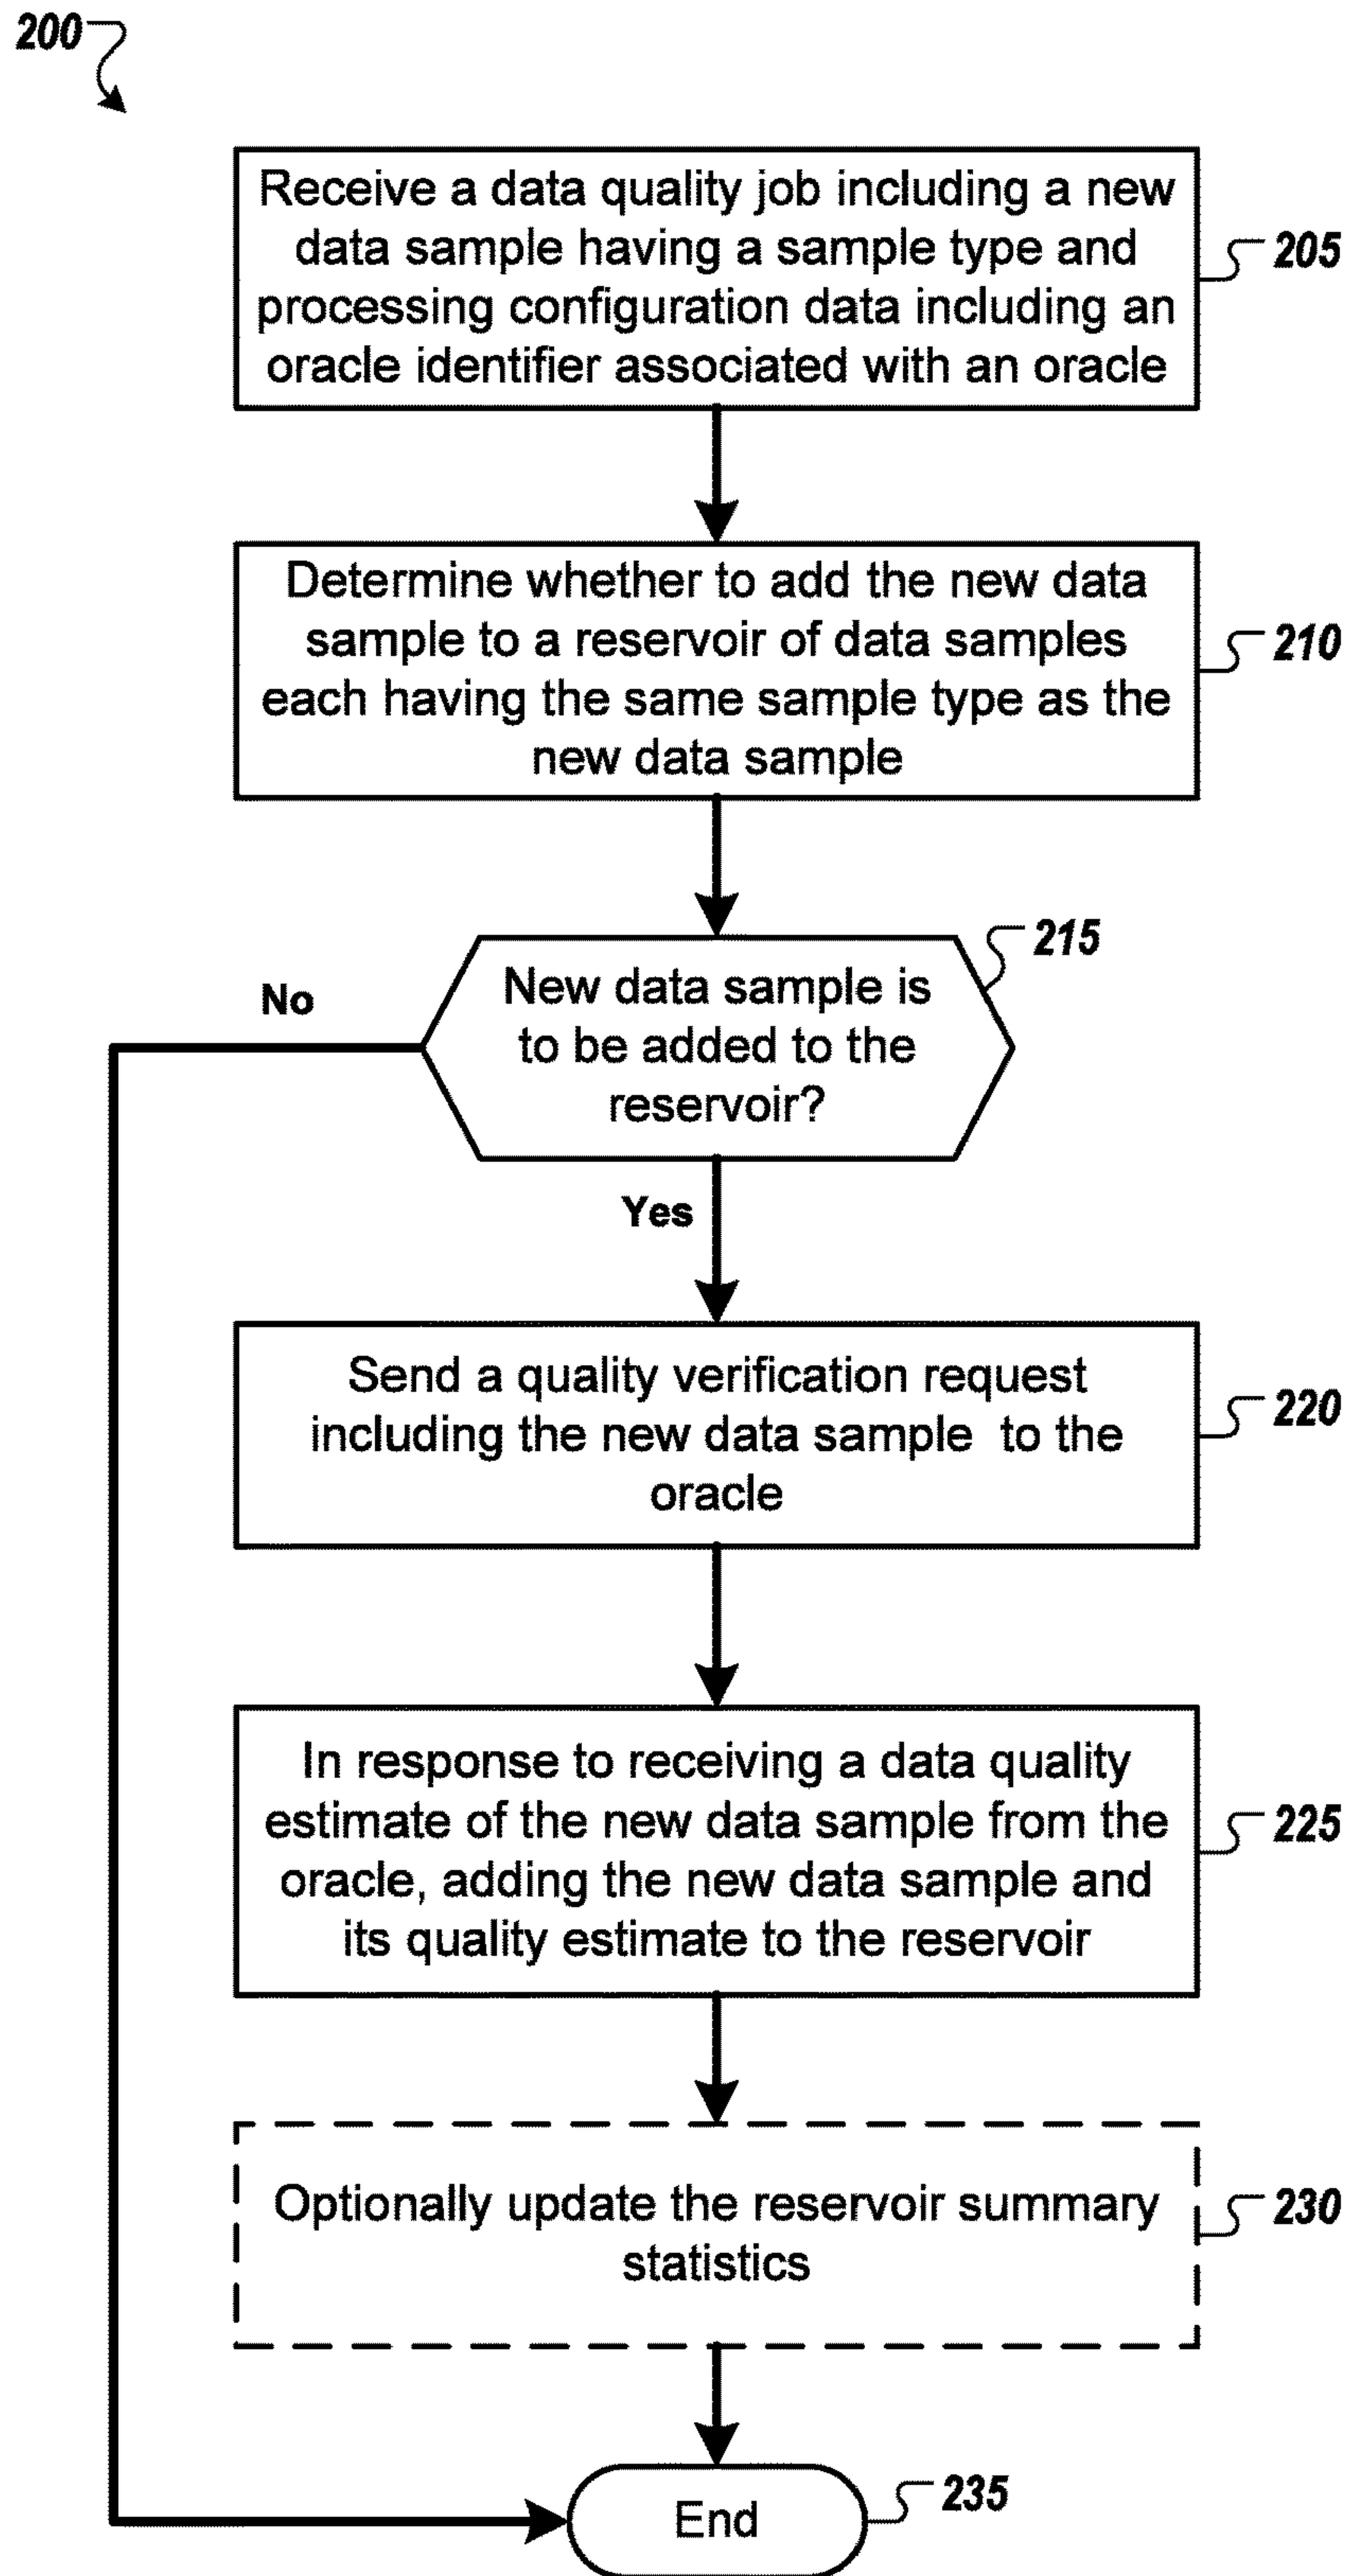 200
Receive a data quality job including a new
data sample having a sample type and
processing configuration data including an
oracle identifier associated with an oracle
205
Determine whether to add the new data
sample to a reservoir of data samples
each having the same sample type as the
new data sample
210
New data sample is
to be added to the
reservoir?
215
No
Yes
Send a quality verification request
including the new data sample to the
oracle
220
In response to receiving a data quality
estimate of the new data sample from the
oracle, adding the new data sample and
its quality estimate to the reservoir
225
Optionally update the reservoir summary
statistics
230
End
235